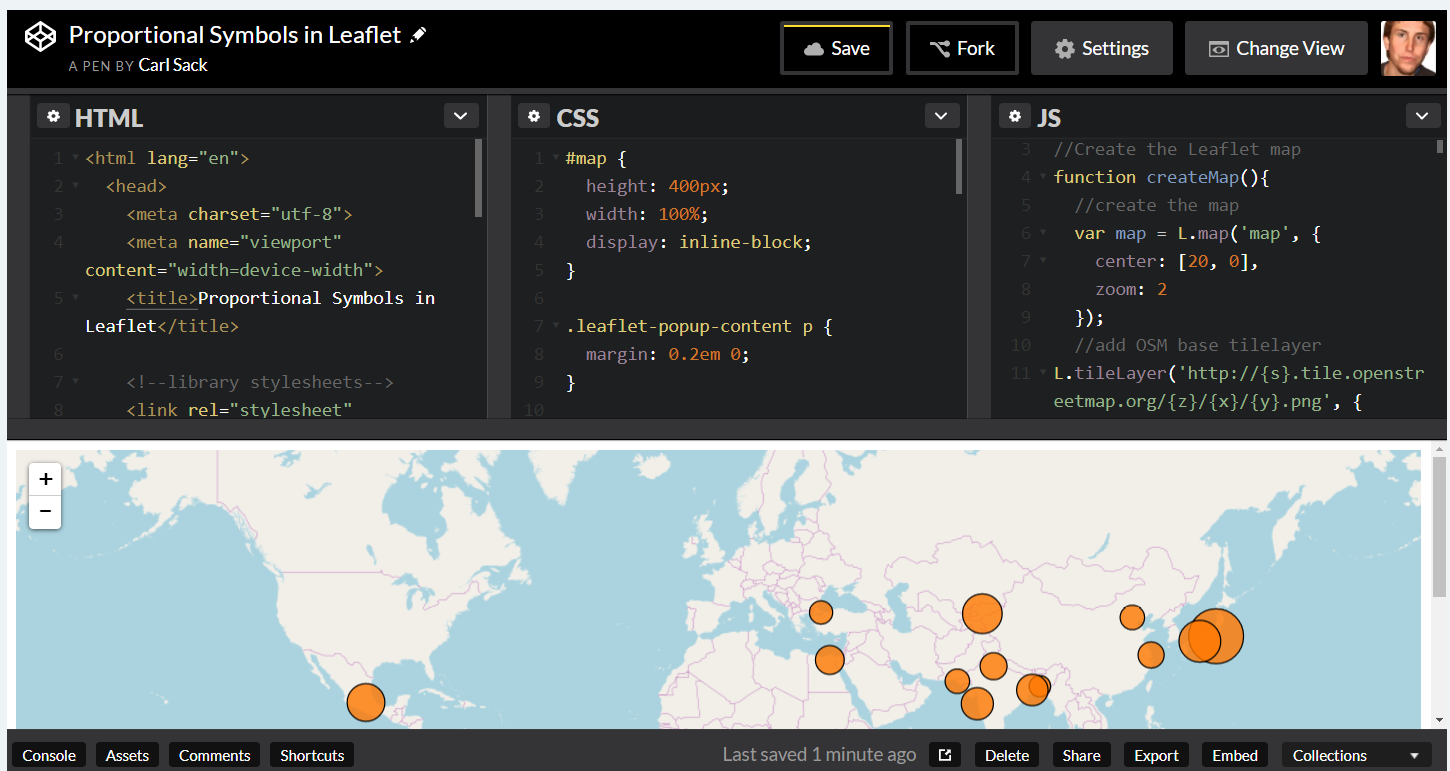 Proportional Symbols in Leaflet
A PEN BY Carl Sack
Save
Fork
Settings
Change View
HTML
1 <html lang="en">
2 <head>
3 <meta charset="utf-8">
4 <meta name="viewport"
content="width=device-width">
5 <title>Proportional Symbols in
Leaflet</title>
6
7 <!--library stylesheets-->
8 <link rel="stylesheet"
CSS
1 #map {
2 height: 400px;
3 width: 100%;
4 display: inline-block;
5 }
6
7 .leaflet-popup-content p {
8 margin: 0.2em 0;
9 }
10
JS
3 //Create the Leaflet map
4 function createMap(){
5 //create the map
6 var map = L.map('map', {
7 center: [20, 0],
8 zoom: 2
9 });
10 //add OSM base tilelayer
11 L.tileLayer('http://{s}.tile.openstr
eetmap.org/{z}/{x}/{y}.png', {
+
−
Console
Assets
Comments
Shortcuts
Last saved 1 minute ago
Delete
Share
Export
Embed
Collections